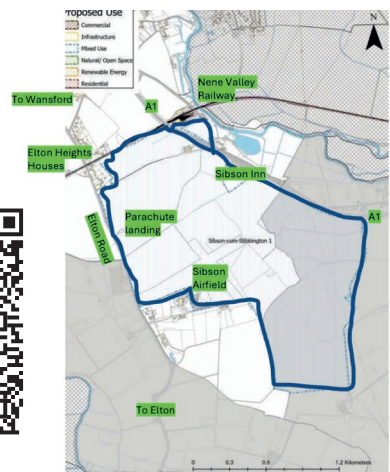 Proposed Use
Commercial
Infrastructure
Mixed Use
Natural/ Open Space
Renewable Energy
Residential
N
Nene Valley
Railway
A1
To Wansford
Elton Heights
Houses
Sibson Inn
Elton Road
Parachute
landing
A1
Sibson-cum-Stibbington 1
Sibson
Airfield
To Elton
0 0.3 0.6 1.2 Kilometers